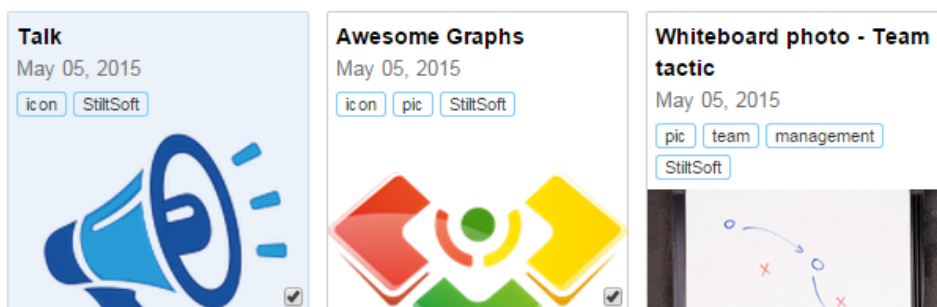 Talk
May 05, 2015
icon StiltSoft
Awesome Graphs
May 05, 2015
icon pic StiltSoft
Whiteboard photo - Team
tactic
May 05, 2015
pic team management
StiltSoft